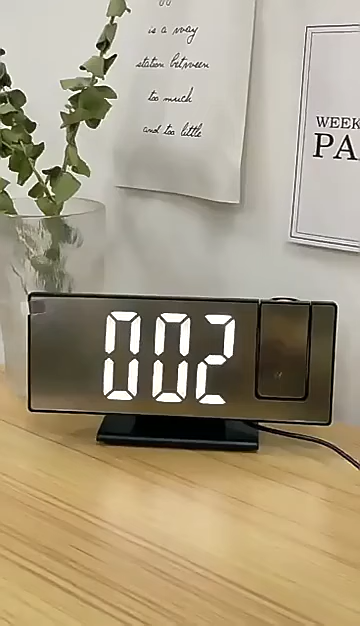 is a way
station between
too much
and too little
WEEK
PA
002